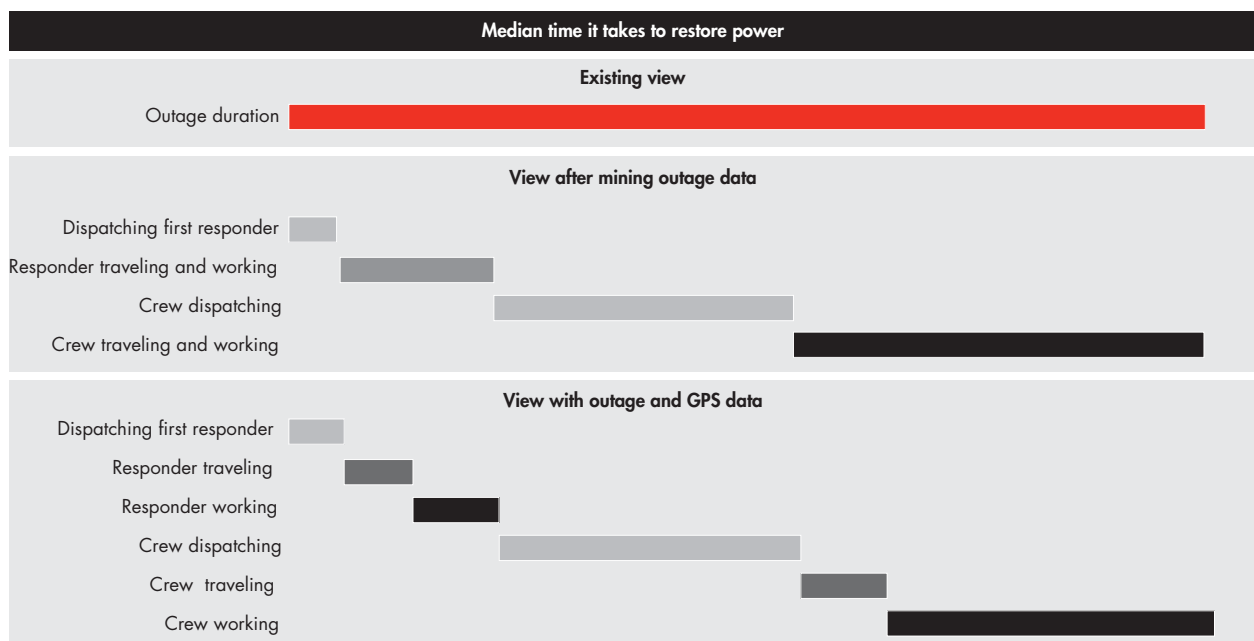 Median time it takes to restore power
Existing view
Outage duration
View after mining outage data
Dispatching first responder
Responder traveling and working
Crew dispatching
Crew traveling and working
View with outage and GPS data
Dispatching first responder
Responder traveling
Responder working
Crew dispatching
Crew traveling
Crew working